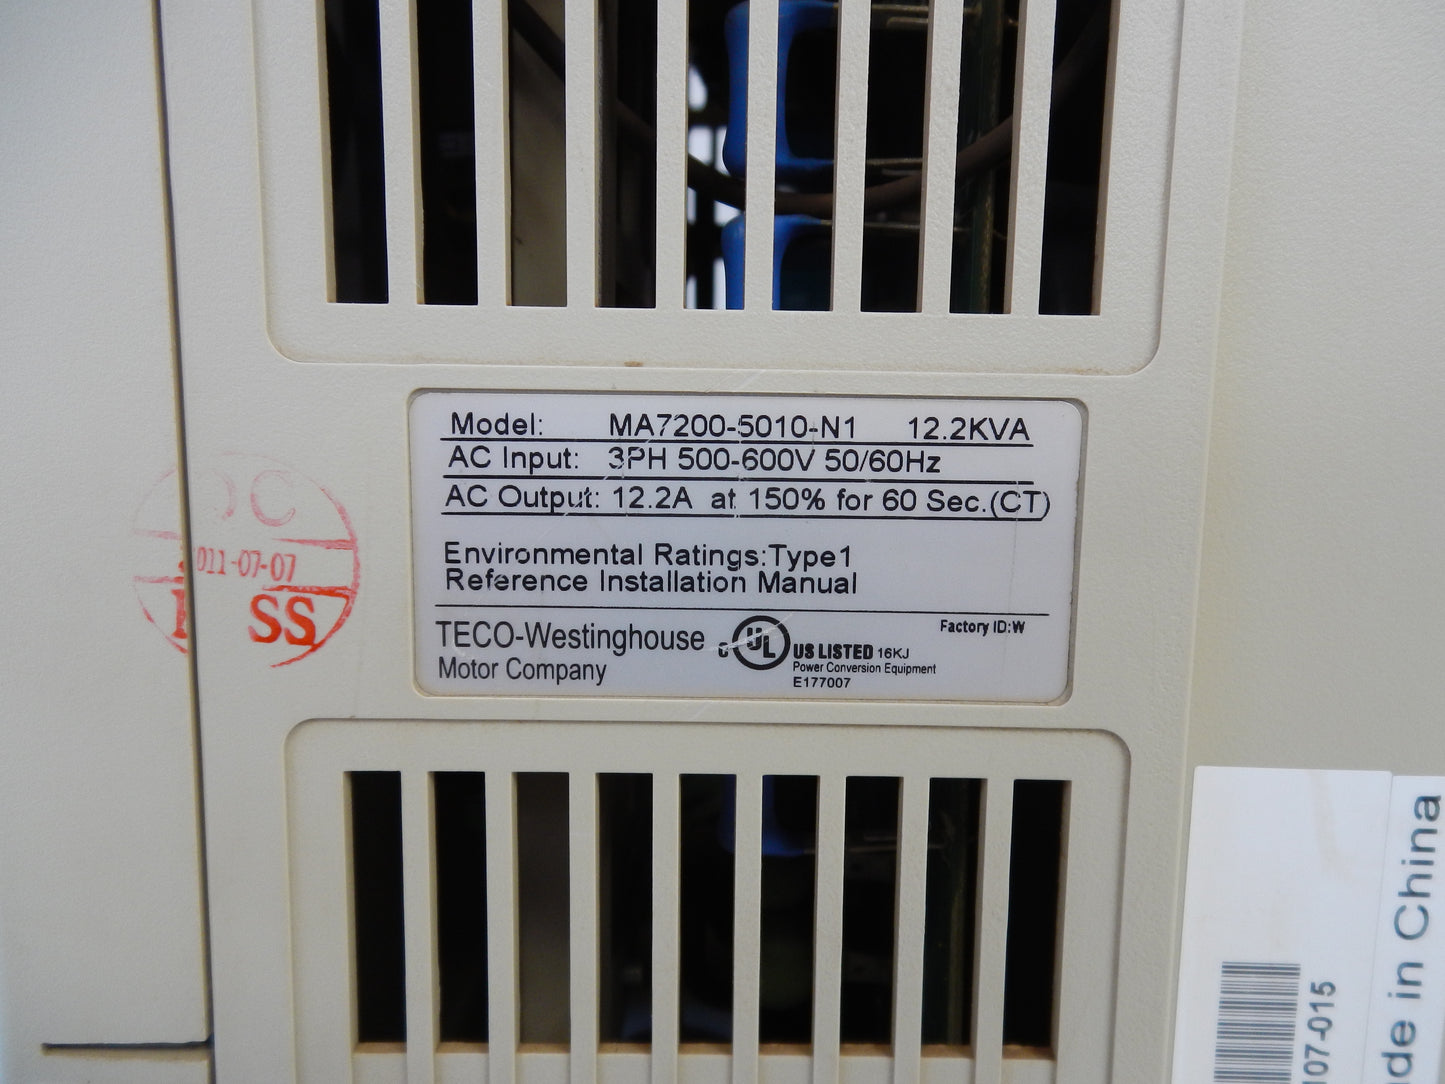 Model: MA7200-5010-N1 12.2KVA
AC Input: 3PH 500-600V 50/60Hz
AC Output: 12.2A at 150% for 60 Sec.(CT)
Environmental Ratings:Type1
Reference Installation Manual
TECO-Westinghouse
Motor Company
c UL US LISTED 16KJ
Power Conversion Equipment
E177007
Factory ID:W
QC
011-07-07
SS
07-015
de in China